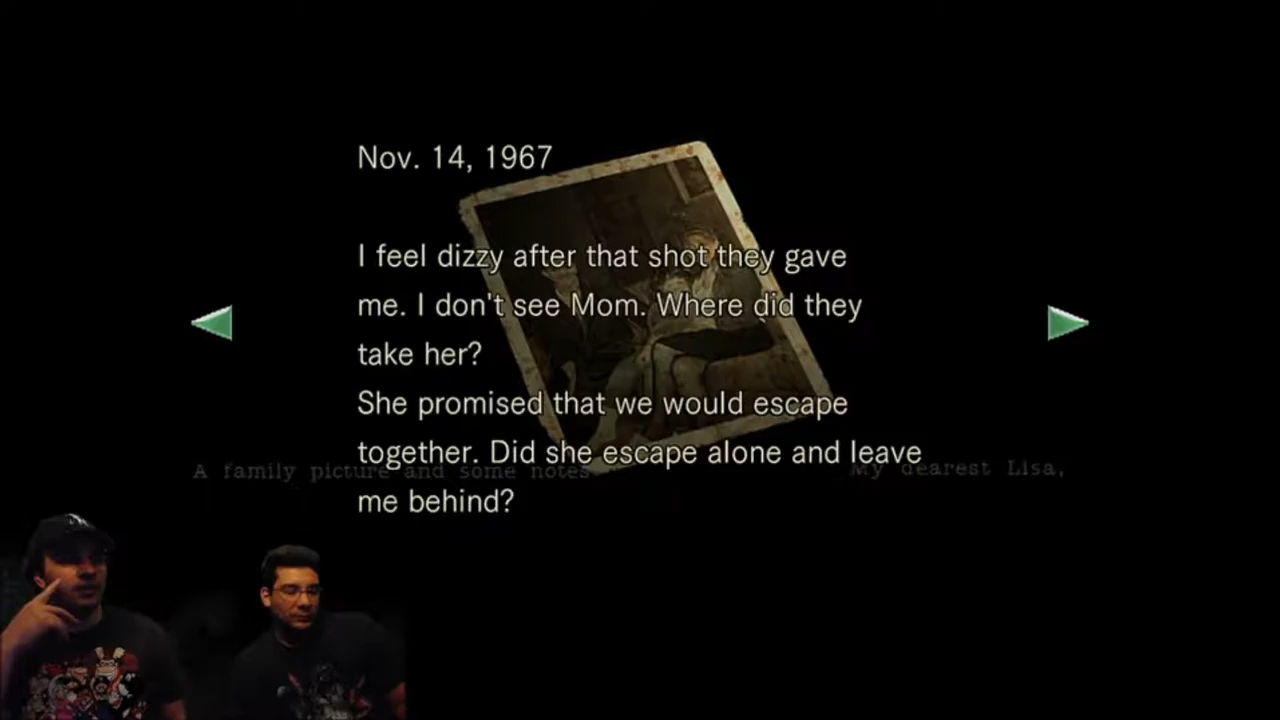 Nov. 14, 1967
I feel dizzy after that shot they gave
me. I don't see Mom. Where did they
take her?
She promised that we would escape
together. Did she escape alone and leave
me behind?
A family picture and some notes
My dearest Lisa,